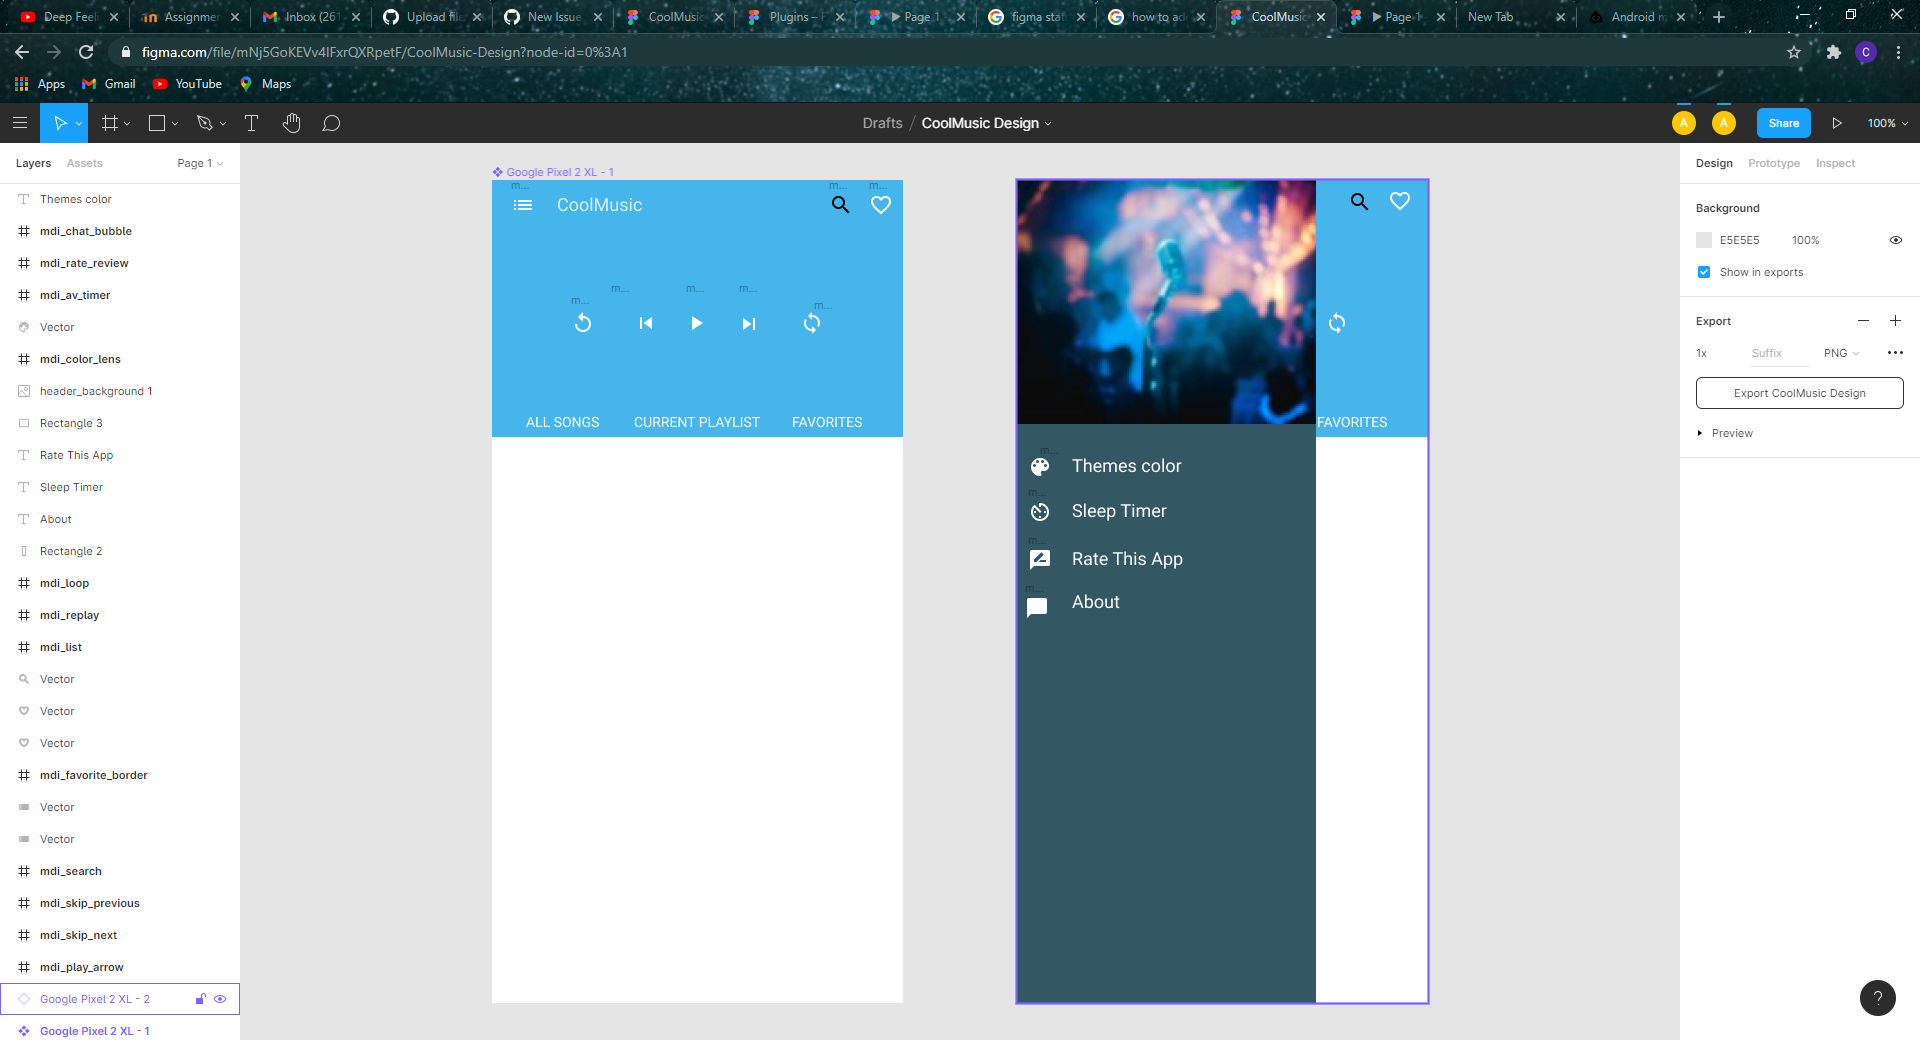 Deep Feel
Assignmer
Inbox (261
Upload file
New Issue
CoolMusic
Plugins –
Page 1
figma stat
how to ad
CoolMusic
Page-1
New Tab
Android m
figma.com/file/mNj5GoKEVv4lFxrQXRpetF/CoolMusic-Design?node-id=0%3A1
C
Apps
Gmail
YouTube
Maps
Drafts / CoolMusic Design
A
A
Share
100%
Layers
Assets
Page 1
Themes color
mdi_chat_bubble
mdi_rate_review
mdi_av_timer
Vector
mdi_color_lens
header_background 1
Rectangle 3
Rate This App
Sleep Timer
About
Rectangle 2
mdi_loop
mdi_replay
mdi_list
Vector
Vector
Vector
mdi_favorite_border
Vector
Vector
mdi_search
mdi_skip_previous
mdi_skip_next
mdi_play_arrow
Google Pixel 2 XL - 2
Google Pixel 2 XL - 1
Google Pixel 2 XL - 1
m...
m...
m...
CoolMusic
m...
m...
m...
m...
m...
ALL SONGS
CURRENT PLAYLIST
FAVORITES
FAVORITES
m...
Themes color
m...
Sleep Timer
m...
Rate This App
m...
About
Design
Prototype
Inspect
Background
E5E5E5
100%
Show in exports
Export
1x
Suffix
PNG
Export CoolMusic Design
Preview
?